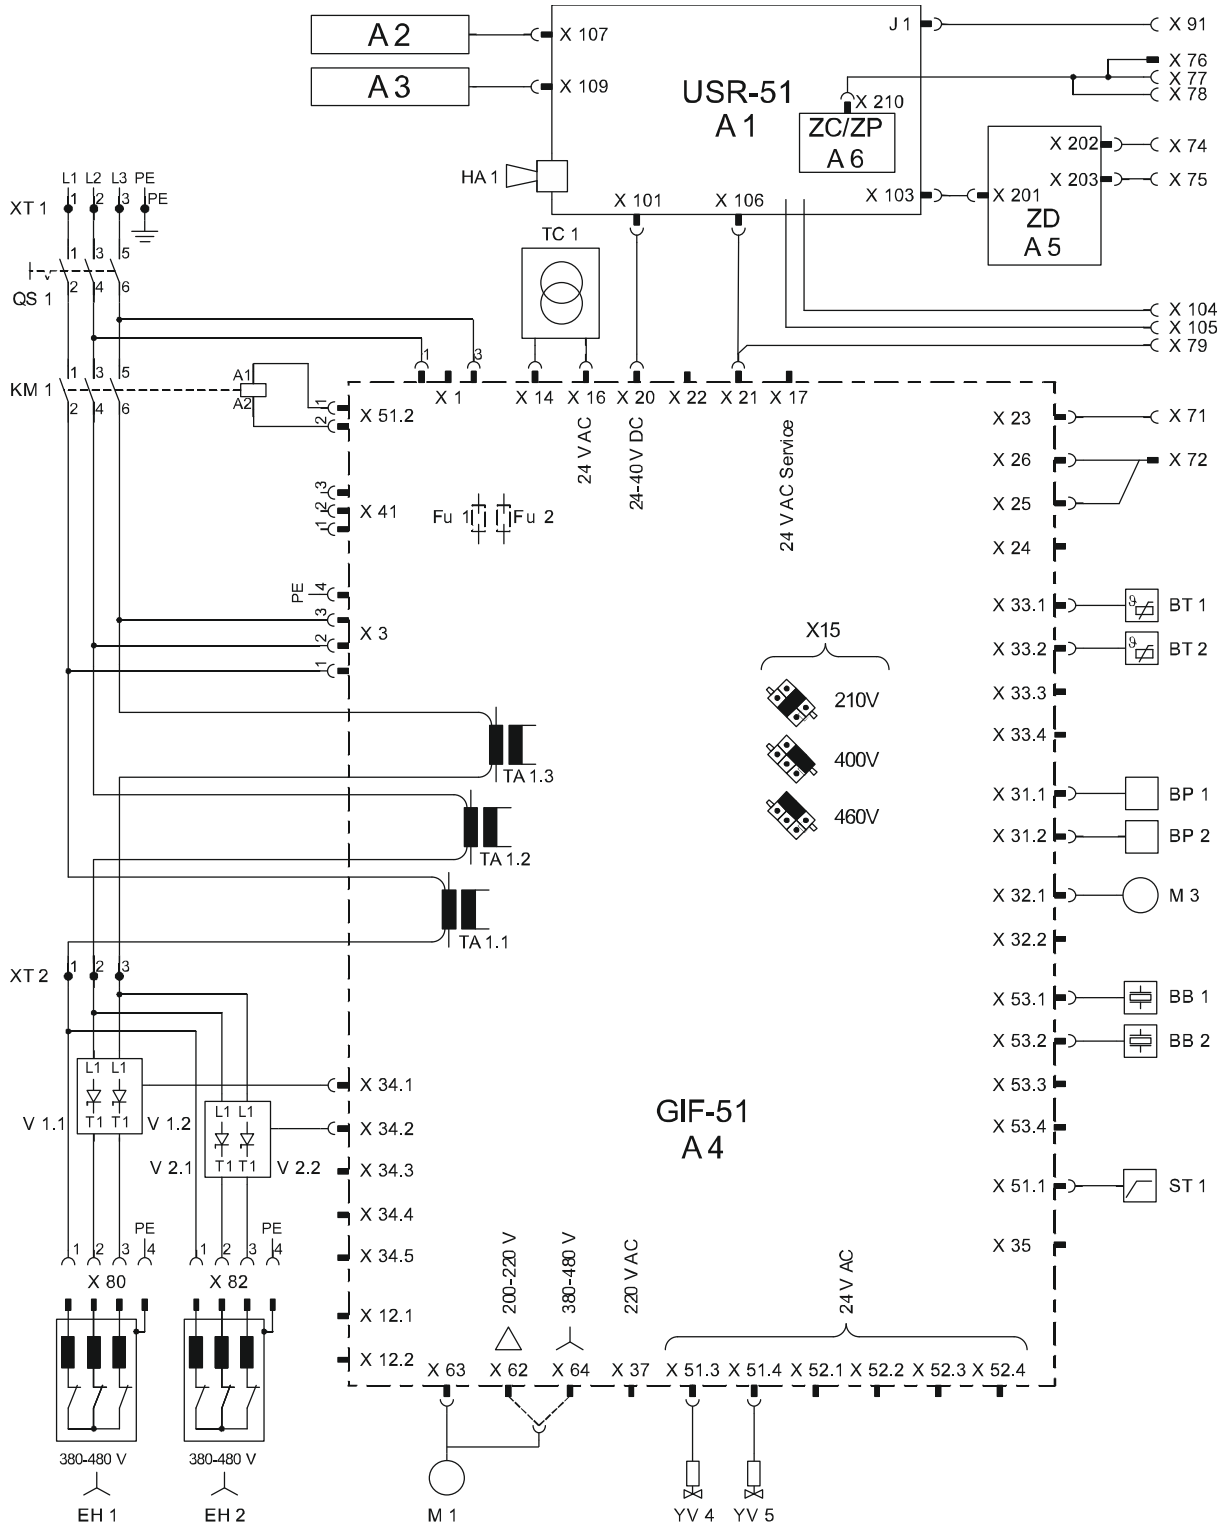 A 2
X 107
A 3
X 109
USR-51
A 1
J 1
X 91
X 76
X 77
X 78
X 210
ZC/ZP
A 6
HA 1
X 101
X 106
X 103
X 202
X 74
X 203
X 75
X 201
ZD
A 5
X 104
X 105
X 79
L1 L2 L3 PE
XT 1
1 2 3 PE
1 3 5
QS 1
2 4 6
TC 1
KM 1
1 3 5
2 4 6
A1
A2
1
2
X 51.2
1
3
X 1
X 14
X 16
X 20
X 22
X 21
X 17
24 V AC
24-40 V DC
24 V AC Service
X 23
X 71
X 26
X 72
X 25
X 24
3
2
1
X 41
Fu 1
Fu 2
PE
4
3
2
1
X 3
X 33.1
BT 1
X 33.2
BT 2
X 33.3
X 33.4
X15
210V
400V
460V
TA 1.3
TA 1.2
TA 1.1
X 31.1
BP 1
X 31.2
BP 2
X 32.1
M 3
X 32.2
XT 2
1 2 3
X 53.1
BB 1
X 53.2
BB 2
X 53.3
X 53.4
X 51.1
ST 1
X 35
L1 L1
T1 T1
V 1.1
V 1.2
L1 L1
T1 T1
V 2.1
V 2.2
X 34.1
X 34.2
X 34.3
X 34.4
X 34.5
X 12.1
X 12.2
GIF-51
A 4
1 2 3 4
PE
X 80
1 2 3 4
PE
X 82
380-480 V
EH 1
380-480 V
EH 2
200-220 V
380-480 V
220 V AC
24 V AC
X 63
X 62
X 64
X 37
X 51.3
X 51.4
X 52.1
X 52.2
X 52.3
X 52.4
M 1
YV 4
YV 5